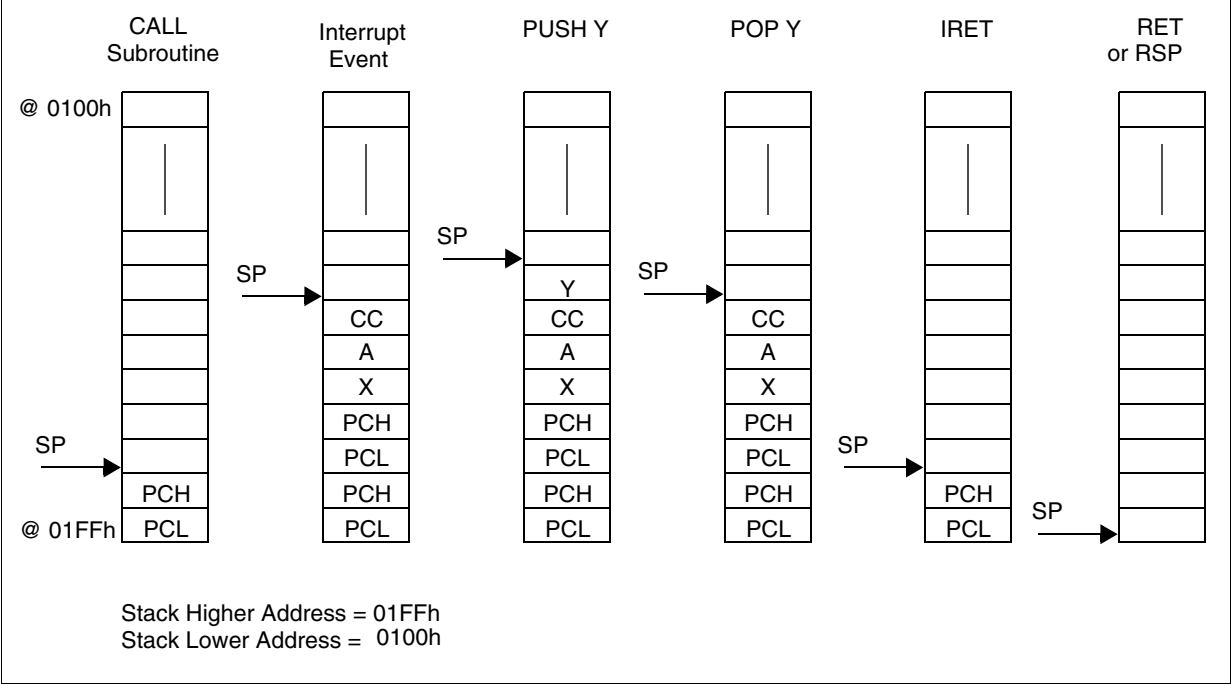 CALL
Subroutine
Interrupt
Event
PUSH Y
POP Y
IRET
RET
or RSP
@ 0100h
SP
PCH
@ 01FFh
PCL
SP
CC
A
X
PCH
PCL
PCH
PCL
SP
Y
CC
A
X
PCH
PCL
PCH
PCL
SP
CC
A
X
PCH
PCL
PCH
PCL
SP
PCH
PCL
SP
Stack Higher Address = 01FFh
Stack Lower Address = 0100h